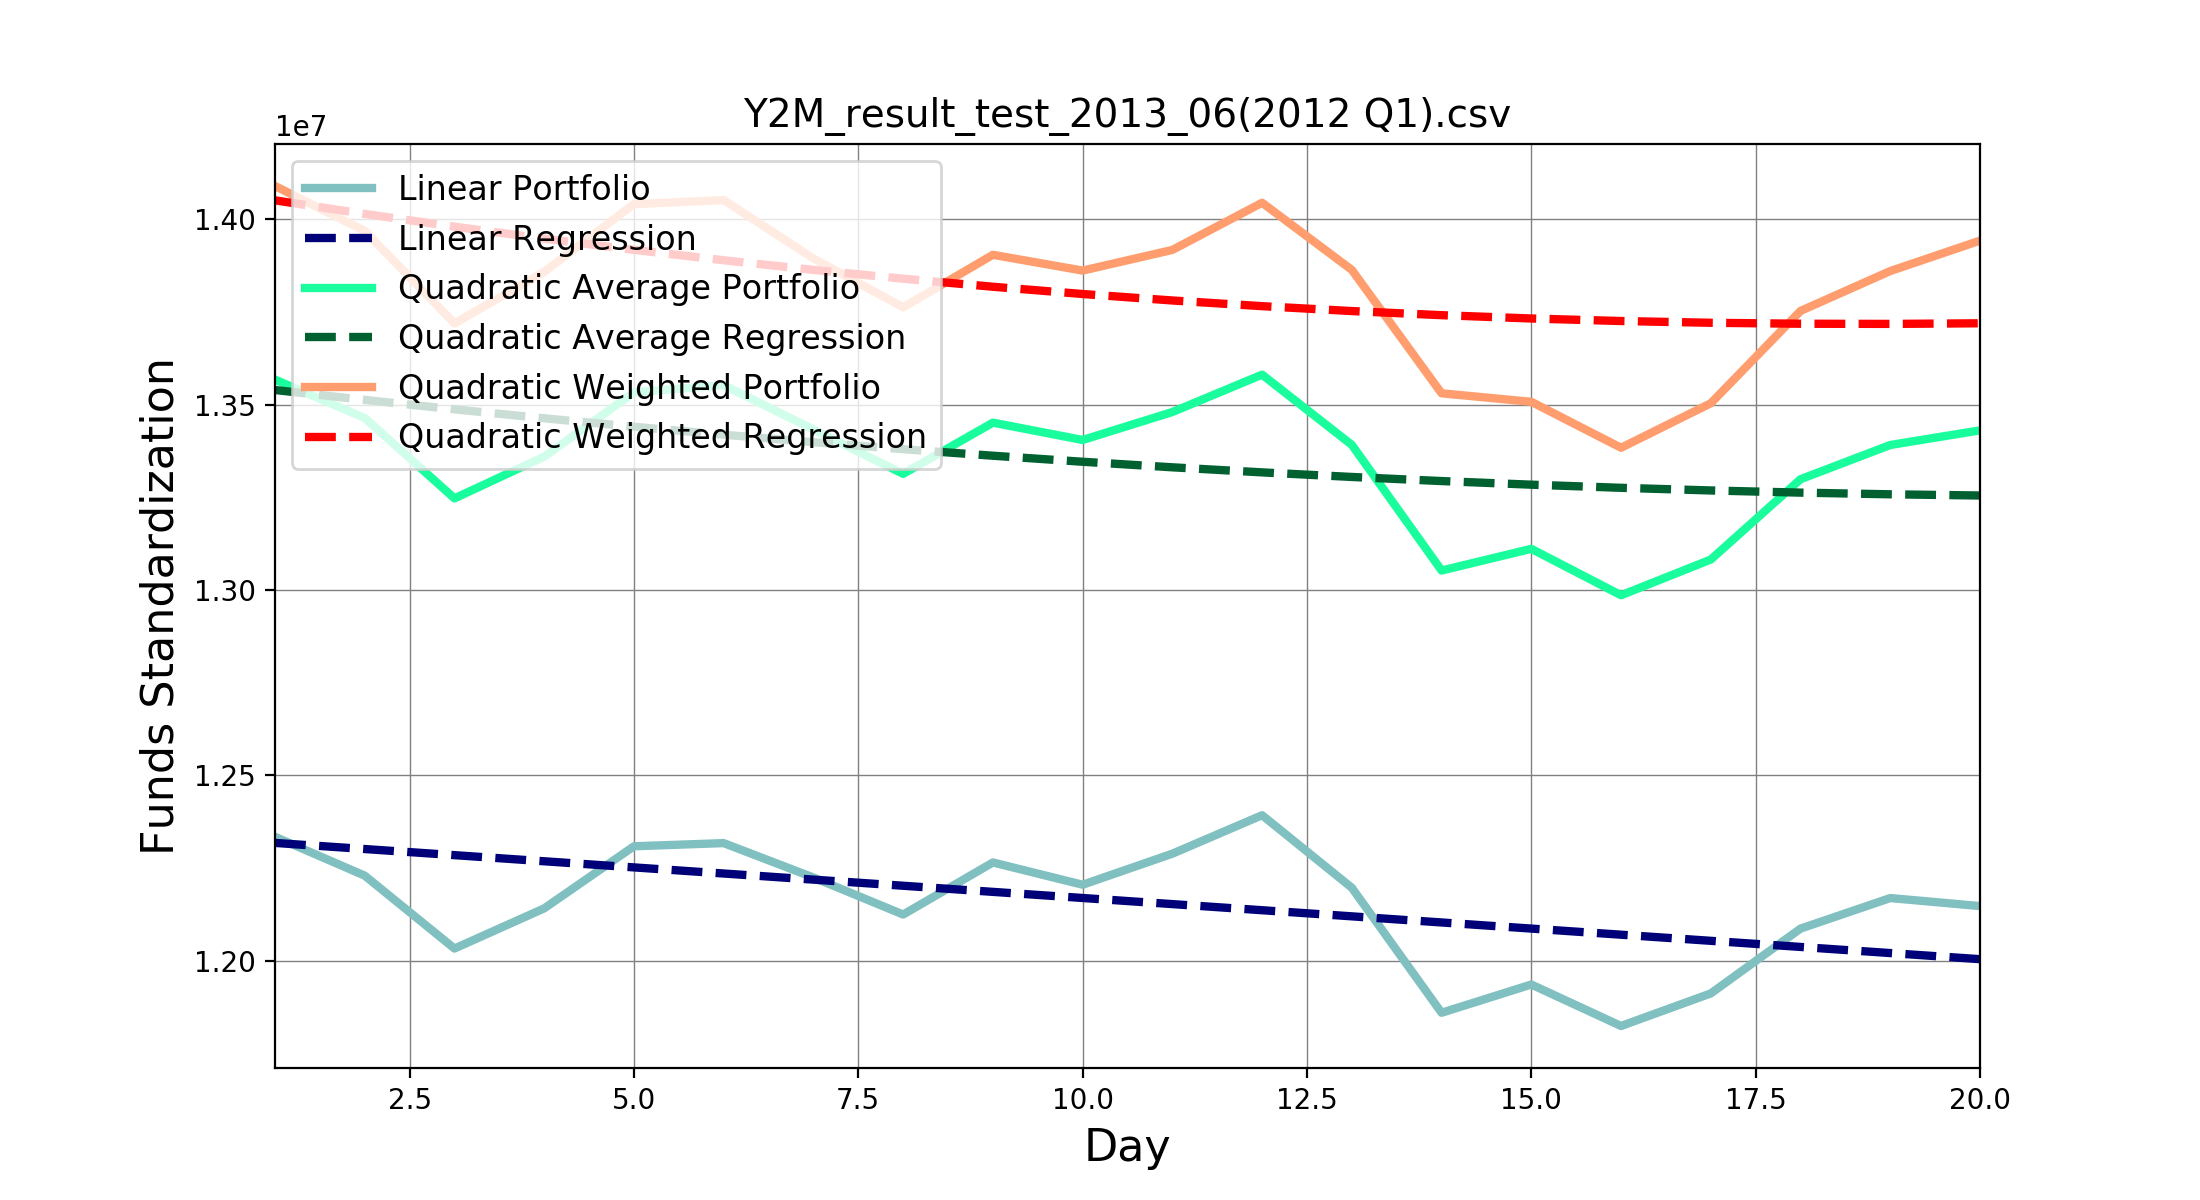 Y2M_result_test_2013_06(2012 Q1).csv
1e7
Linear Portfolio
Linear Regression
Quadratic Average Portfolio
Quadratic Average Regression
Quadratic Weighted Portfolio
Quadratic Weighted Regression
1.40
1.35
1.30
1.25
1.20
Funds Standardization
2.5 5.0 7.5 10.0 12.5 15.0 17.5 20.0
Day